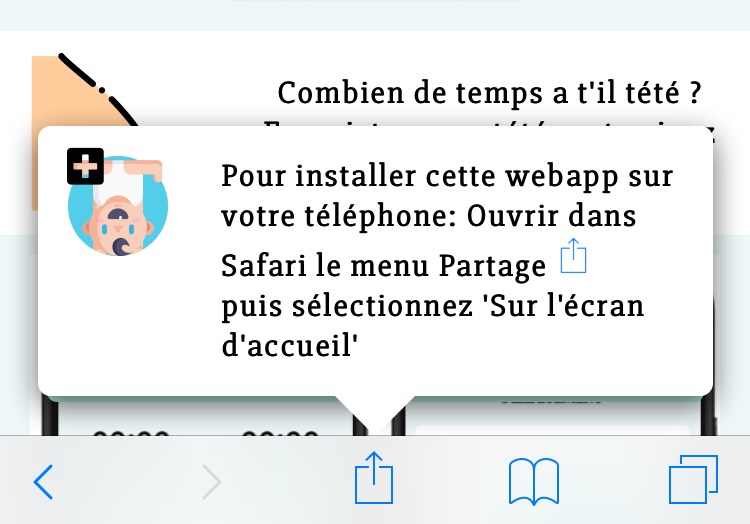 Combien de temps a t'il tété ?
Pour installer cette webapp sur
votre téléphone: Ouvrir dans
Safari le menu Partage
puis sélectionnez 'Sur l'écran
d'accueil'